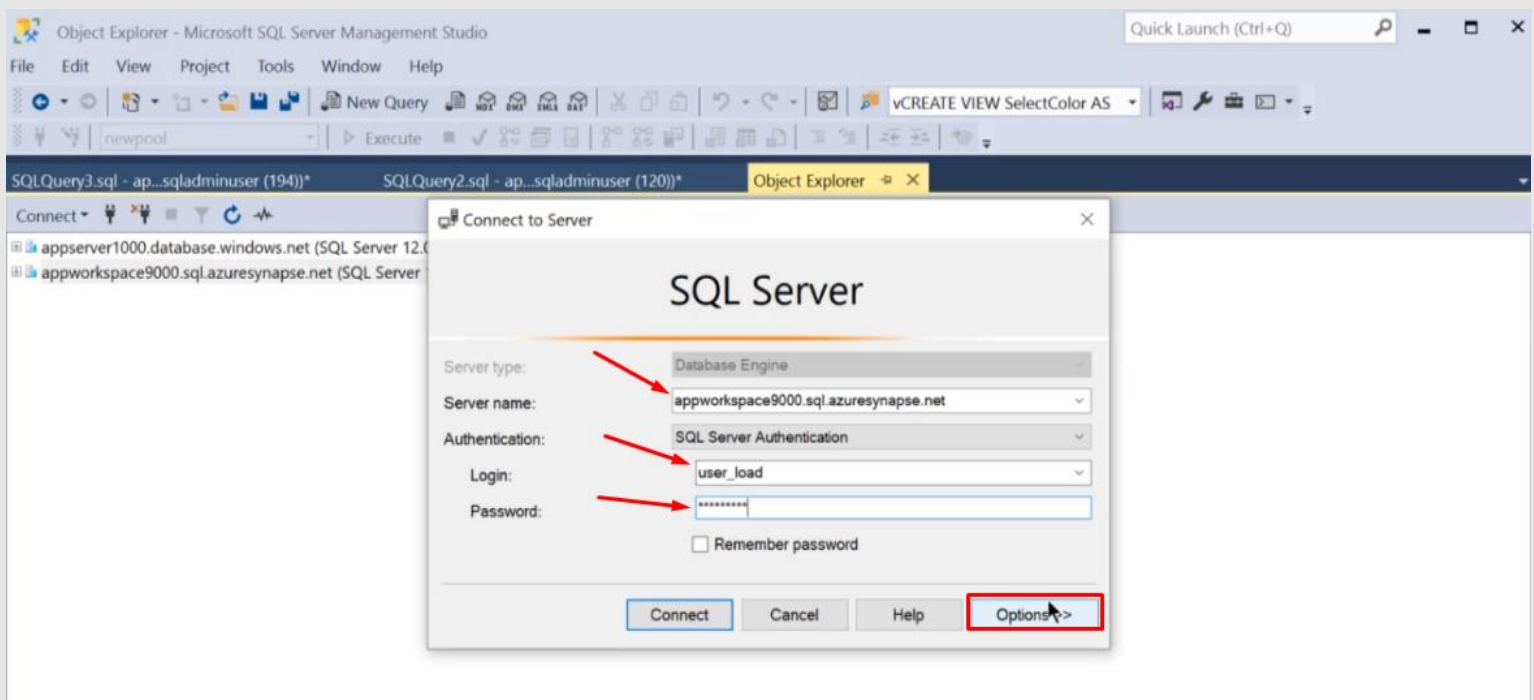 Object Explorer - Microsoft SQL Server Management Studio
Quick Launch (Ctrl+Q)
File Edit View Project Tools Window Help
New Query MDX DMX XMLA DAX vCREATE VIEW SelectColor AS
newpool Execute
SQLQuery3.sql - ap...sqladminuser (194))* SQLQuery2.sql - ap...sqladminuser (120))* Object Explorer
Connect
Connect to Server
appserver1000.database.windows.net (SQL Server 12.0
appworkspace9000.sql.azuresynapse.net (SQL Server
SQL Server
Server type: Database Engine
Server name: appworkspace9000.sql.azuresynapse.net
Authentication: SQL Server Authentication
Login: user_load
Password: *********
Remember password
Connect Cancel Help Options >>